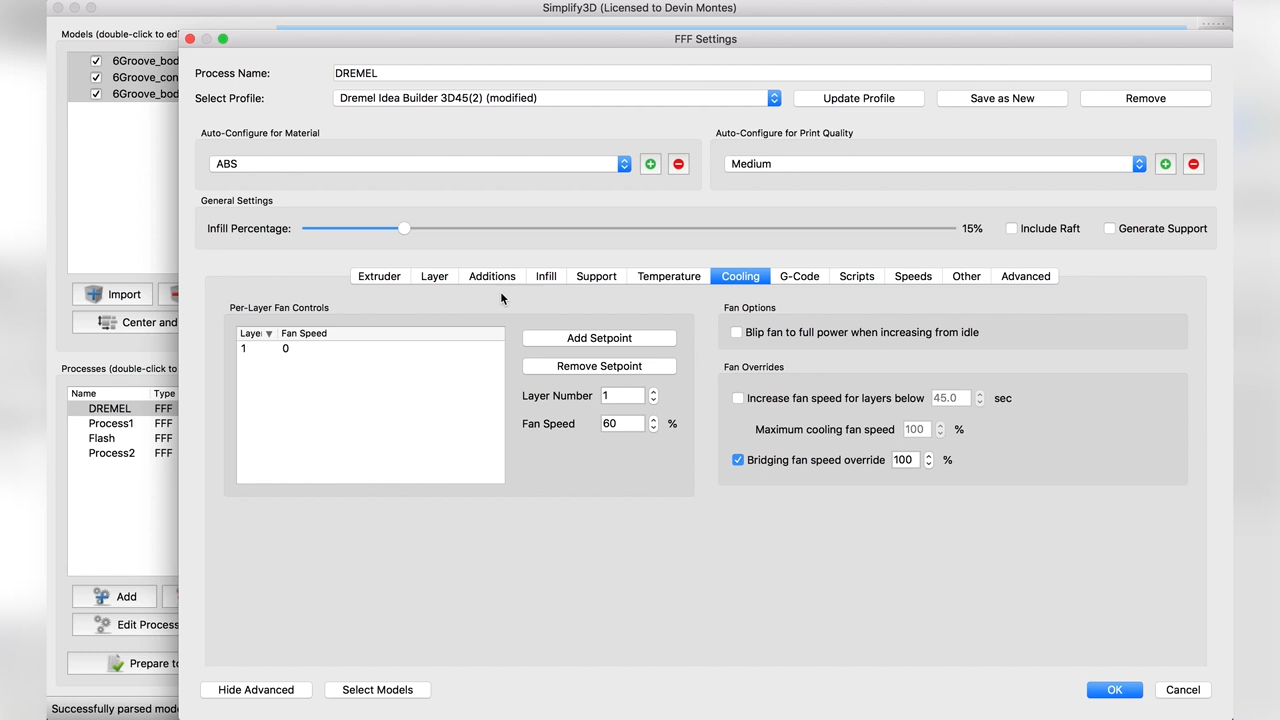 Simplify3D (Licensed to Devin Montes)
Models (double-click to edi
FFF Settings
6Groove_bod
6Groove_con
6Groove_bod
Import
Center and
Processes (double-click to
Name Type
DREMEL FFF
Process1 FFF
Flash FFF
Process2 FFF
Add
Edit Process
Prepare to
Successfully parsed mode
Process Name: DREMEL
Select Profile: Dremel Idea Builder 3D45(2) (modified) Update Profile Save as New Remove
Auto-Configure for Material Auto-Configure for Print Quality
ABS Medium
General Settings
Infill Percentage: 15% Include Raft Generate Support
Extruder Layer Additions Infill Support Temperature Cooling G-Code Scripts Speeds Other Advanced
Per-Layer Fan Controls
Layer Fan Speed
1 0
Add Setpoint
Remove Setpoint
Layer Number 1
Fan Speed 60 %
Fan Options
Blip fan to full power when increasing from idle
Fan Overrides
Increase fan speed for layers below 45.0 sec
Maximum cooling fan speed 100 %
Bridging fan speed override 100 %
Hide Advanced Select Models OK Cancel